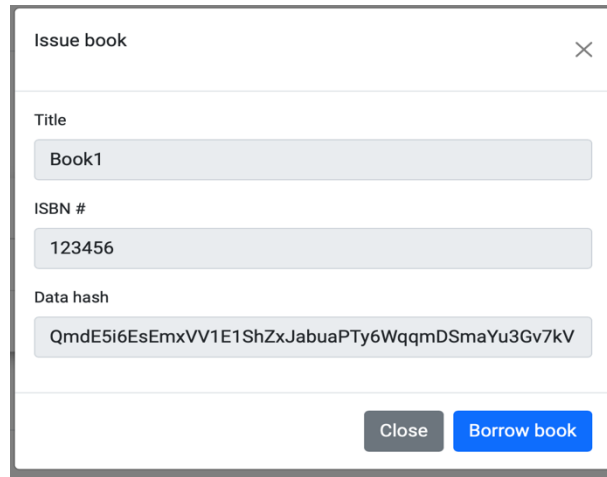 Issue book
Title
Book1
ISBN #
123456
Data hash
QmdE5i6EsEmxVV1E1ShZxJabuaPTy6WqqmDSmaYu3Gv7kV
Close
Borrow book